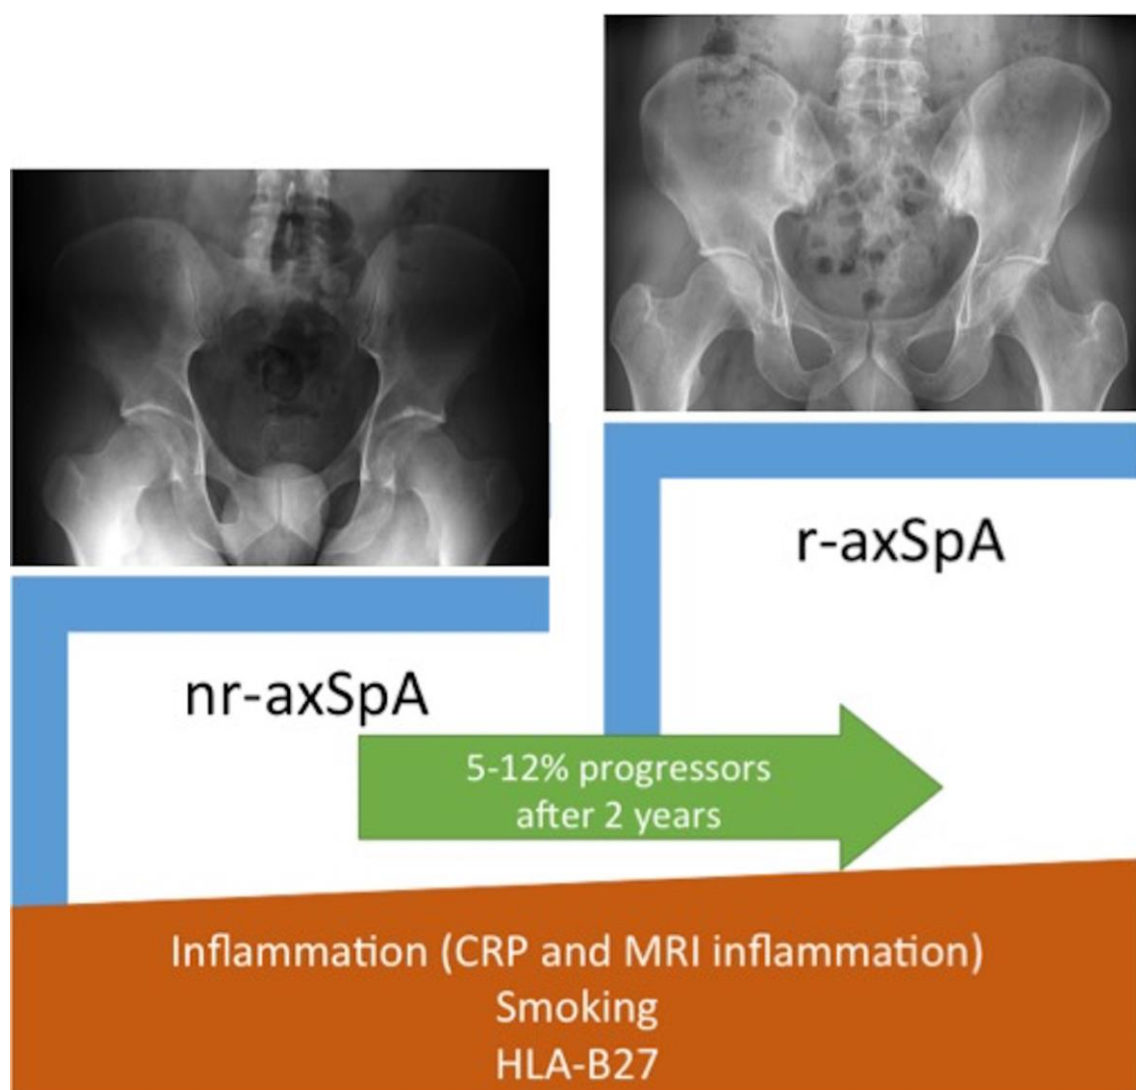 r-axSpA
nr-axSpA
5-12% progressors
after 2 years
Inflammation (CRP and MRI inflammation)
Smoking
HLA-B27